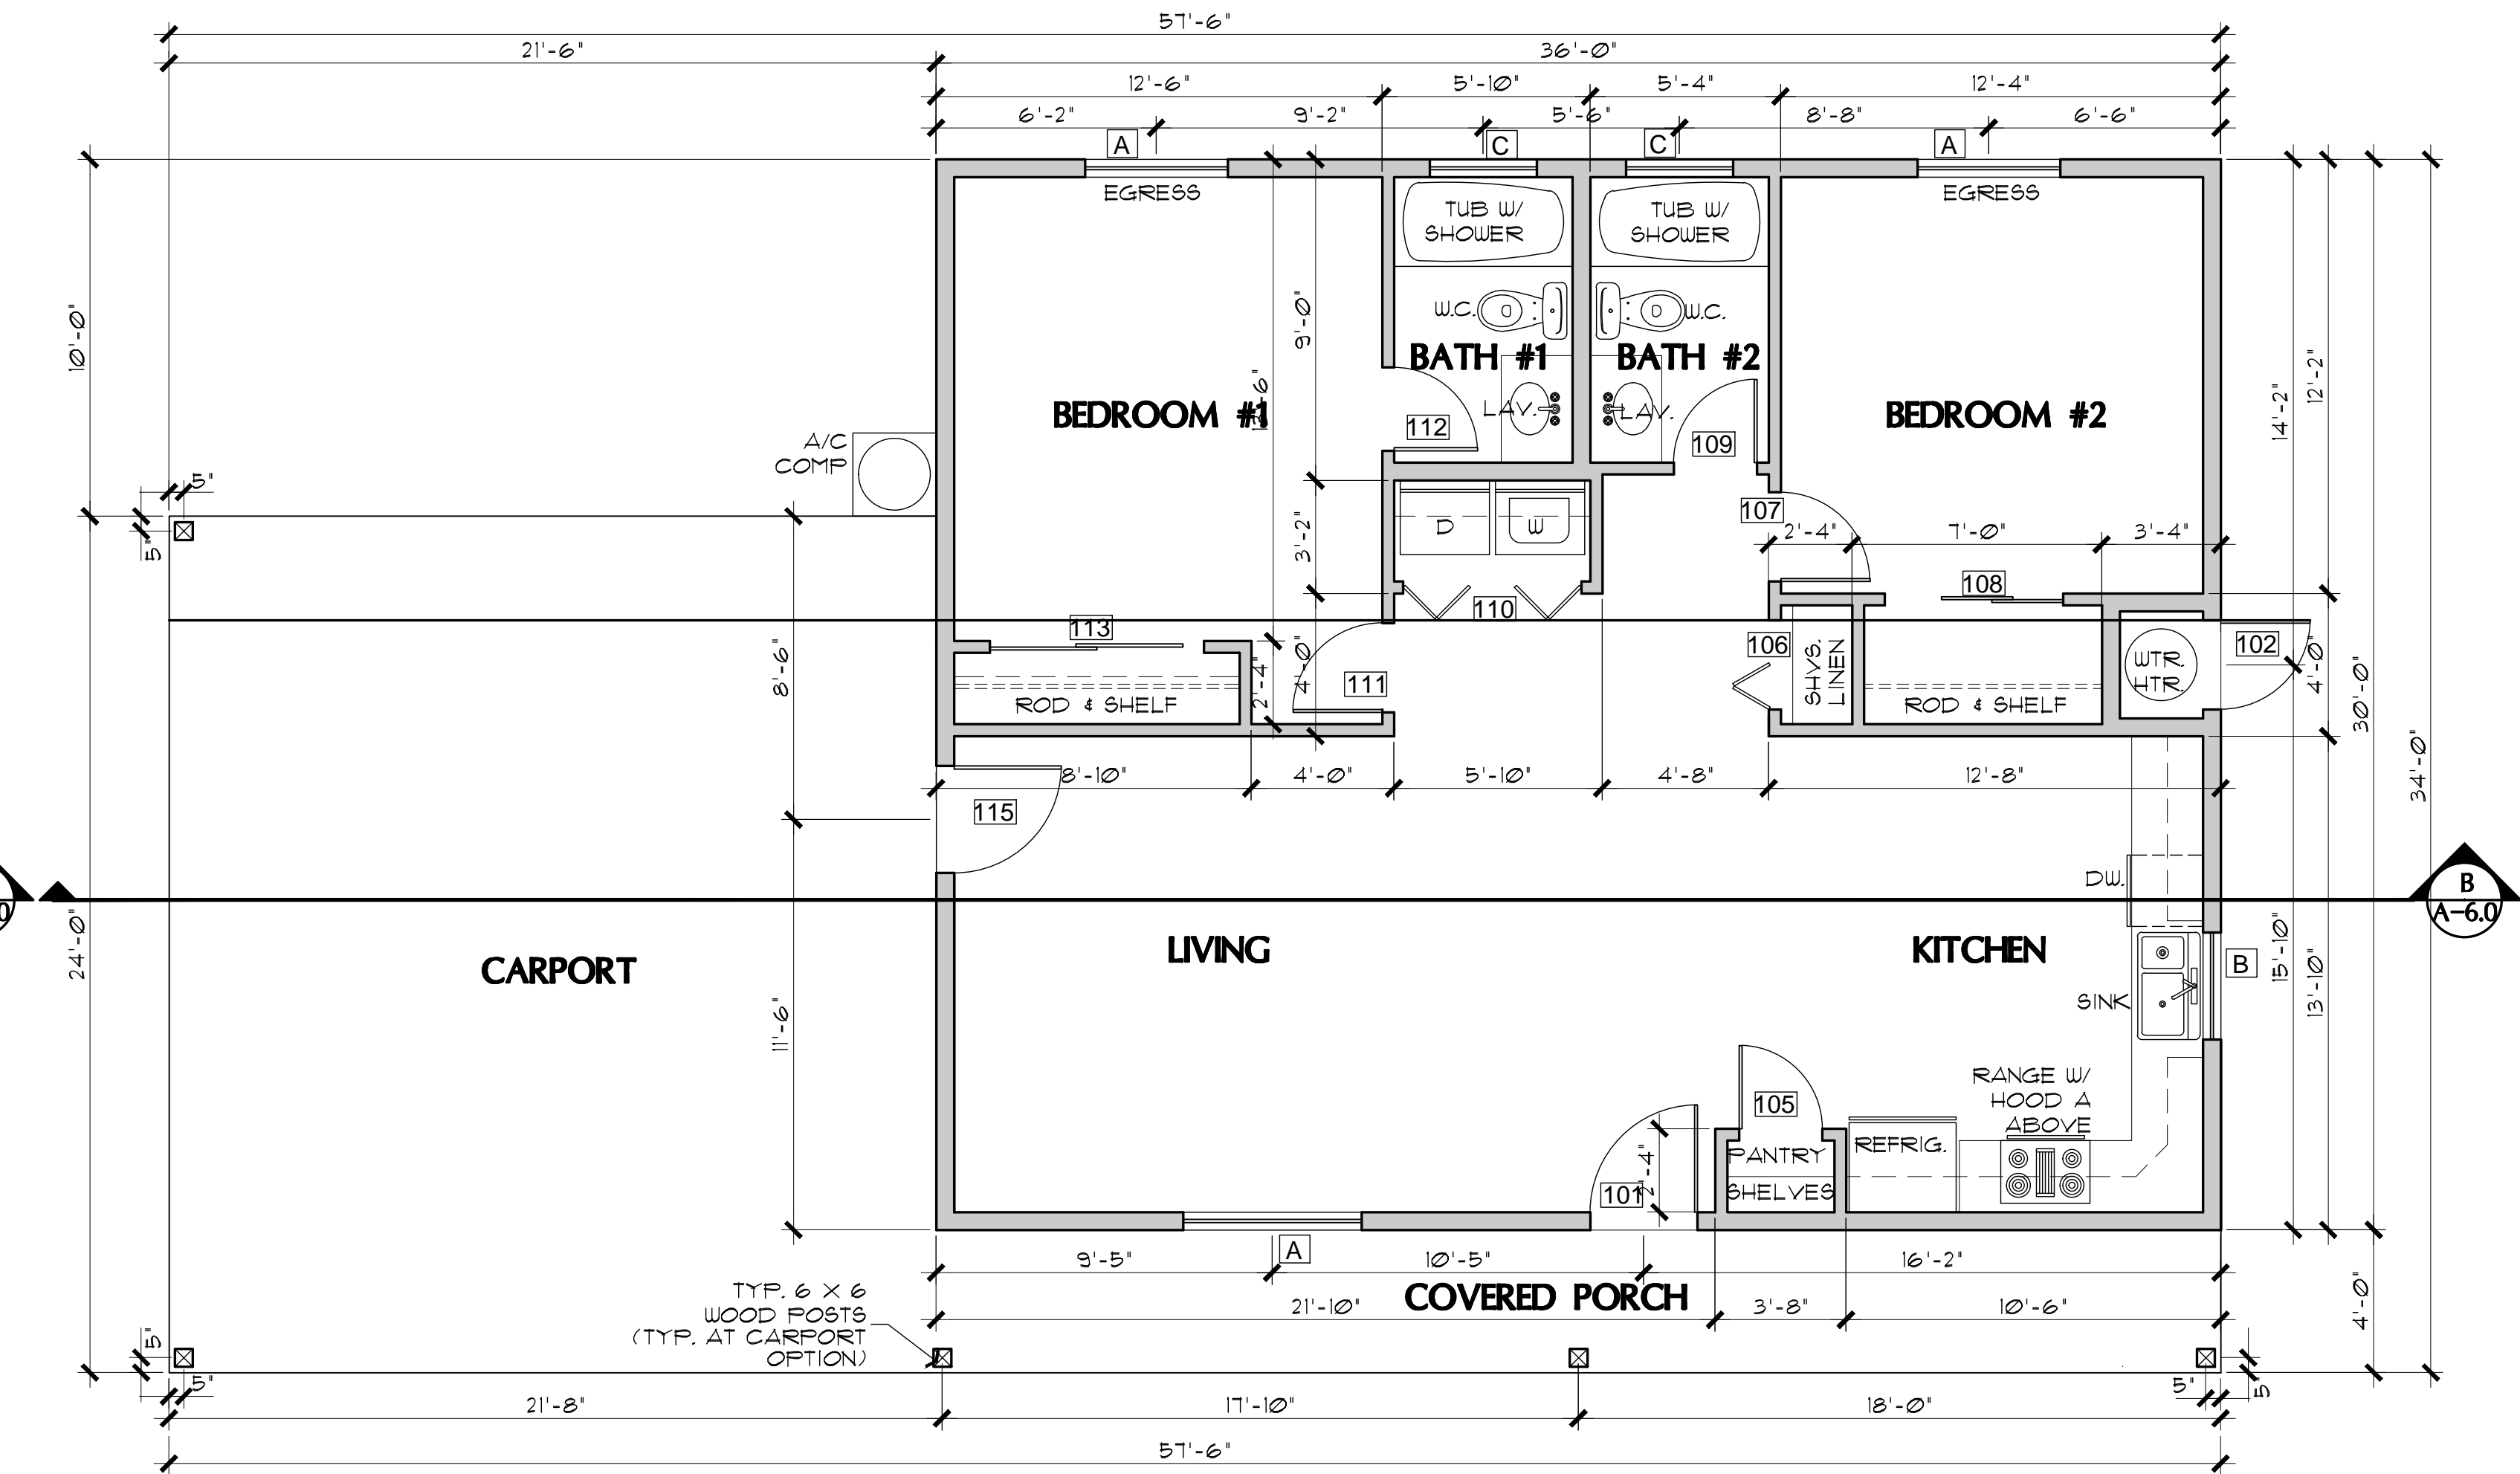 57'-6"
21'-6"
36'-0"
12'-6"
5'-10"
5'-4"
12'-4"
6'-2"
9'-2"
5'-6"
8'-8"
6'-6"
A
C
C
A
EGRESS
EGRESS
TUB W/
SHOWER
TUB W/
SHOWER
W.C.
W.C.
BATH #1
BATH #2
10'-0"
9'-0"
12'-2"
14'-2"
BEDROOM #1
BEDROOM #2
LAV.
LAV.
112
109
A/C
COMP
5"
5"
107
2'-4"
7'-0"
3'-4"
D
W
3'-2"
108
110
113
111
4'-0"
2'-4"
106
SHVS.
LINEN
WTR.
HTR.
102
4'-0"
ROD & SHELF
ROD & SHELF
8'-6"
30'-0"
34'-0"
8'-10"
4'-0"
5'-10"
4'-8"
12'-8"
115
DW.
B
A-6.0
24'-0"
CARPORT
LIVING
KITCHEN
B
15'-10"
13'-10"
SINK
11'-6"
RANGE W/
HOOD A
ABOVE
105
PANTRY
SHELVES
REFRIG.
2'-4"
101
9'-5"
A
10'-5"
16'-2"
TYP. 6 X 6
WOOD POSTS
(TYP. AT CARPORT
OPTION)
21'-10"
COVERED PORCH
3'-8"
10'-6"
4'-0"
5"
5"
5"
5"
21'-8"
17'-10"
18'-0"
57'-6"